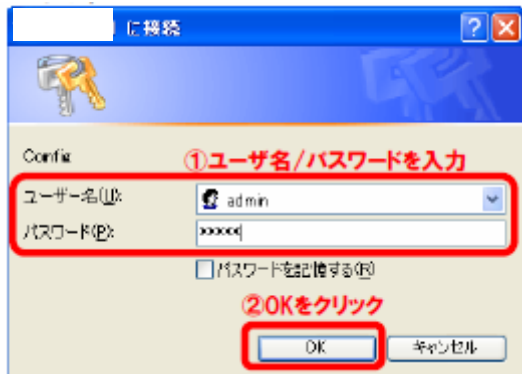 に接続
Config
①ユーザ名/パスワードを入力
ユーザー名(U):
admin
パスワード(P):
パスワードを記憶する(R)
②OKをクリック
OK
キャンセル